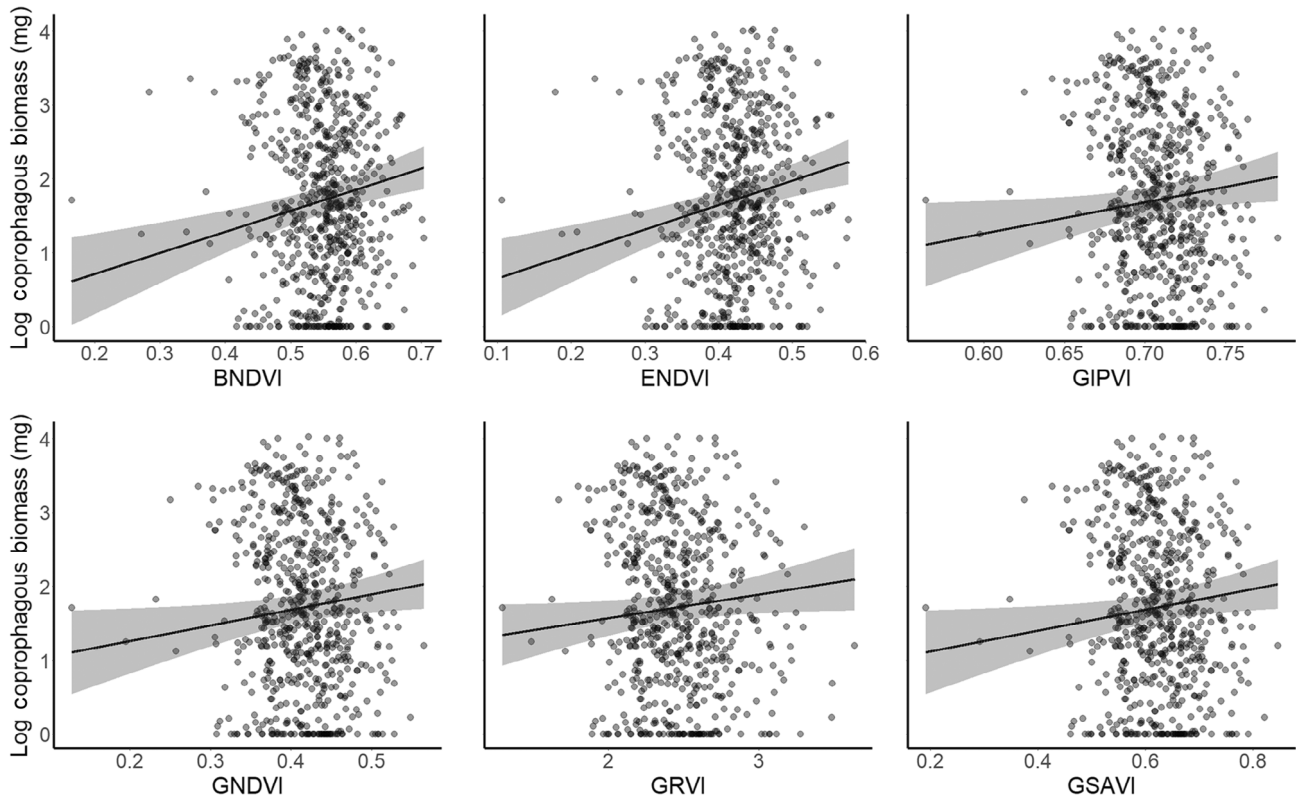 Log coprophagous biomass (mg)
4
3
2
1
0
0.2 0.3 0.4 0.5 0.6 0.7
BNDVI
0.1 0.2 0.3 0.4 0.5 0.6
ENDVI
0.60 0.65 0.70 0.75
GIPVI
Log coprophagous biomass (mg)
4
3
2
1
0
0.2 0.3 0.4 0.5
GNDVI
2 3
GRVI
0.2 0.4 0.6 0.8
GSAVI